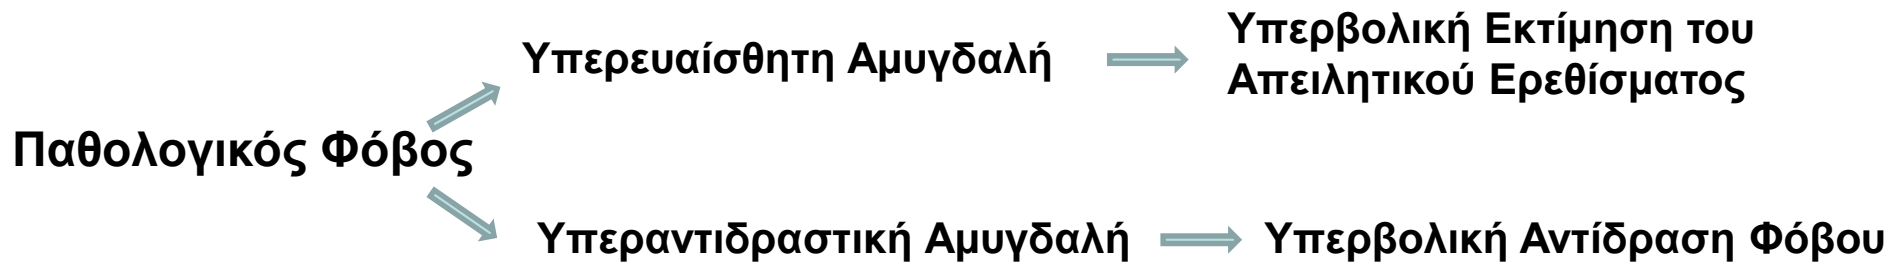 Υπερβολική Εκτίμηση του
Υπερευαίσθητη Αμυγδαλή
Απειλητικού Ερεθίσματος
Παθολογικός Φόβος
Υπεραντιδραστική Αμυγδαλή
Υπερβολική Αντίδραση Φόβου